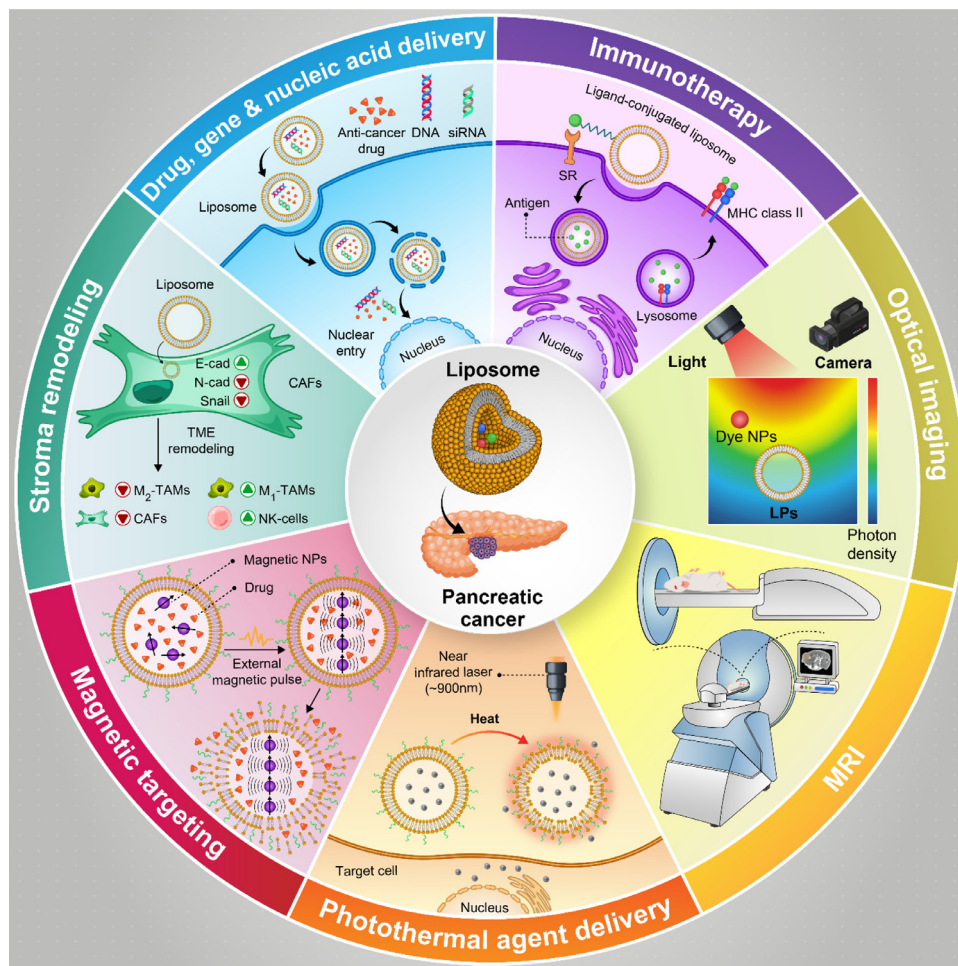 Drug, gene & nucleic acid delivery
Anti-cancer
drug
DNA
siRNA
Liposome
Nuclear
entry
Nucleus
Immunotherapy
Ligand-conjugated liposome
SR
Antigen
MHC class II
Lysosome
Nucleus
Optical imaging
Light
Camera
Dye NPs
LPs
Photon
density
MRI
Photothermal agent delivery
Near
infrared laser
(~900nm)
Heat
Target cell
Nucleus
Magnetic targeting
Magnetic NPs
Drug
External
magnetic pulse
Stroma remodeling
Liposome
E-cad
N-cad
Snail
CAFs
TME
remodeling
M2-TAMs
M1-TAMs
CAFs
NK-cells
Liposome
Pancreatic
cancer